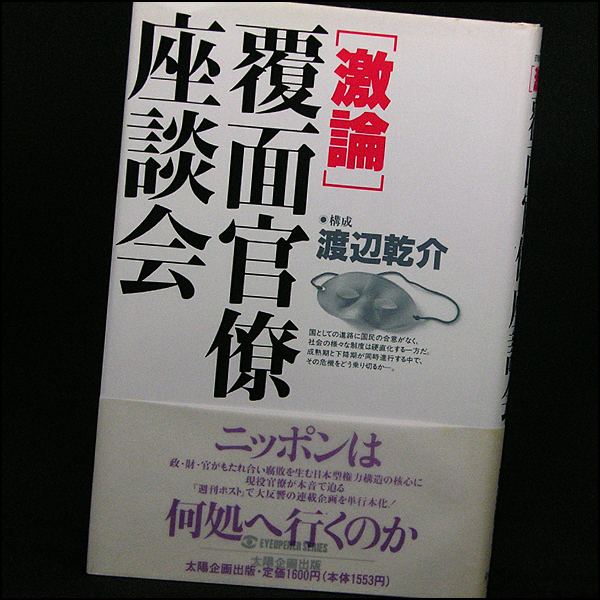 ［激論］
覆面官僚
座談会
●構成
渡辺乾介
国としての進路に国民の合意がなく、
社会の様々な制度は硬直化する一方だ。
成熟期と下降期が同時進行する中で、
その危機をどう乗り切るか―。
ニッポンは
政・財・官がもたれ合い腐敗を生む日本型権力構造の核心に
現役官僚が本音で迫る
「週刊ポスト」で大反響の連載企画を単行本化！
何処へ行くのか
EYEOPENER SERIES
太陽企画出版
太陽企画出版・定価1600円（本体1553円）